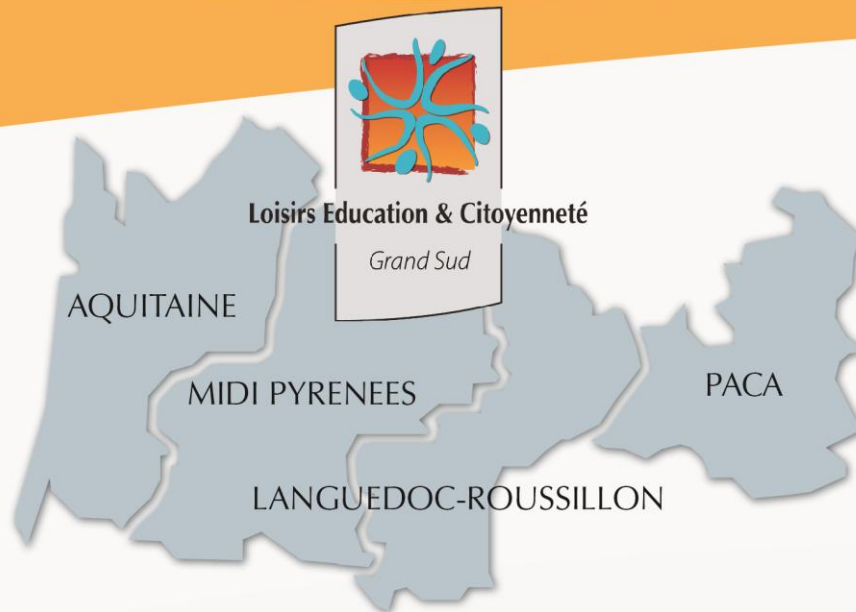 Loisirs Education & Citoyenneté
Grand Sud
AQUITAINE
MIDI PYRENEES
PACA
LANGUEDOC-ROUSSILLON